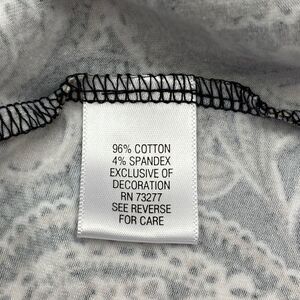 96% COTTON
4% SPANDEX
EXCLUSIVE OF
DECORATION
RN 73277
SEE REVERSE
FOR CARE